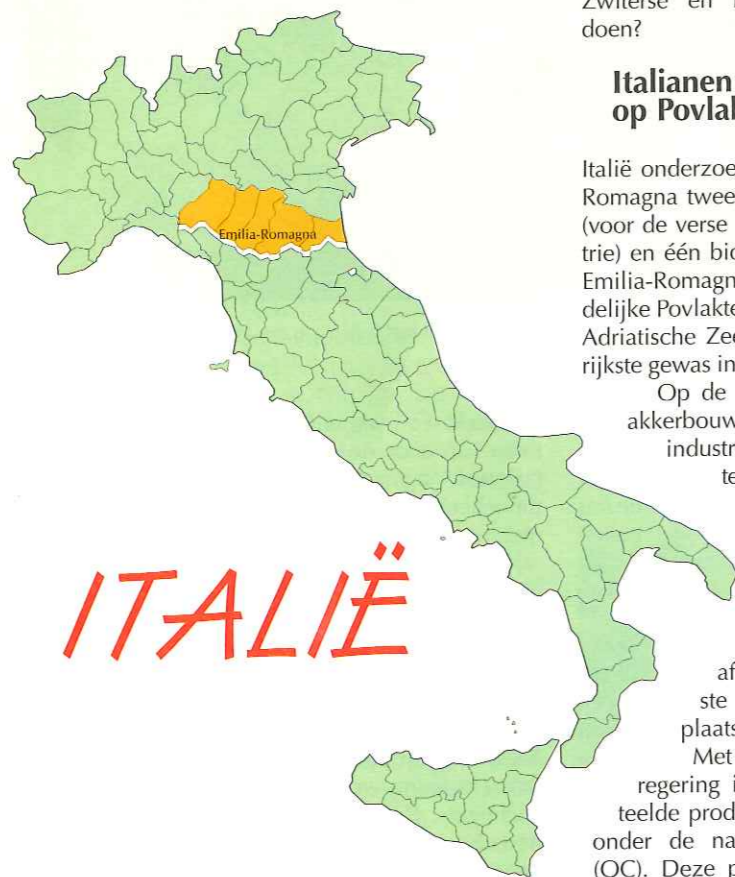 Emilia-Romagna
ITALIË
Zwiterse en
doen?
Italianen
op Povla
Italië onderzoe
Romagna twee
(voor de verse
trie) en één bio
Emilia-Romagn
delijke Povlakte
Adriatische Zee
rijkste gewas in
Op de
akkerbouw
industr
te
af
ste
plaats
Met
regering i
teelde prod
onder de na
(OC). Deze p